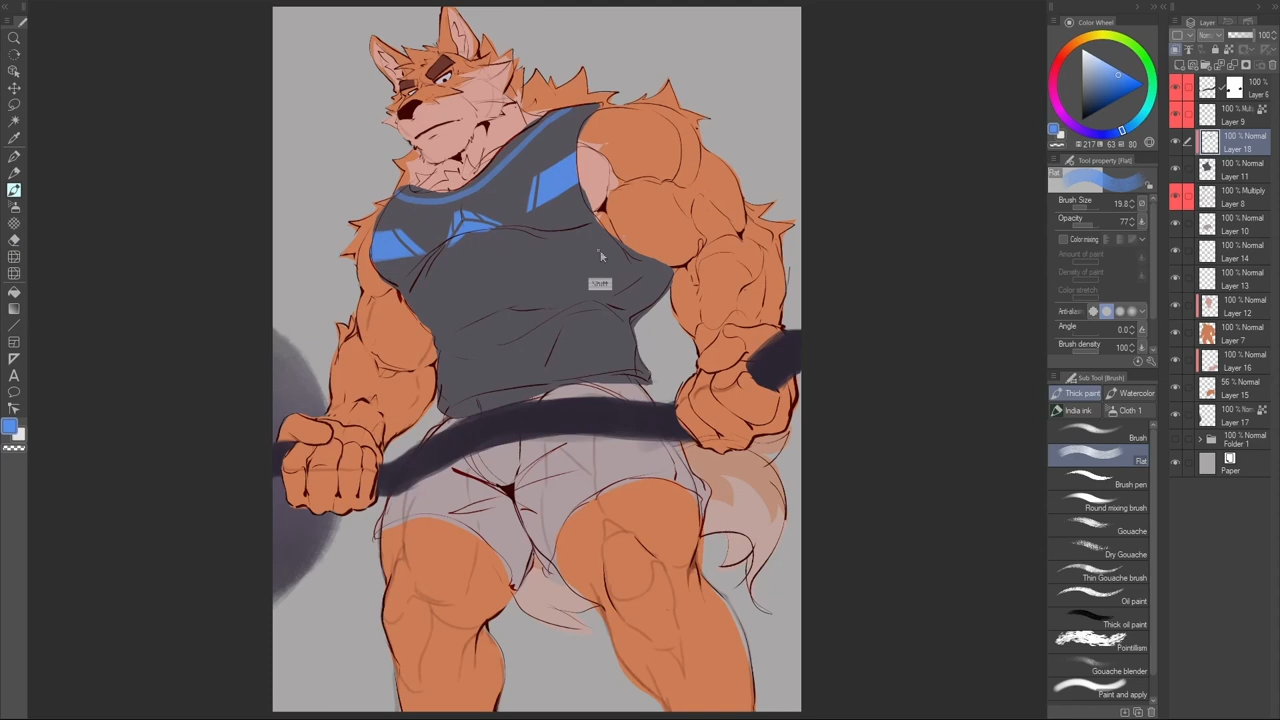 Color Wheel
217 L 63 80
Tool property [Flat]
Flat
Brush Size 19.8
Opacity 77
Color mixing
Amount of paint
Density of paint
Color stretch
Anti-aliasing
Angle 0.0
Brush density 100
Sub Tool [Brush]
Thick paint
Watercolor
India ink
Cloth 1
Brush
Flat
Brush pen
Round mixing brush
Gouache
Dry Gouache
Thin Gouache brush
Oil paint
Thick oil paint
Pointillism
Gouache blender
Paint and apply
Layer
100
100 %
Layer 6
Layer 9
100 % Normal
Layer 18
100 % Normal
Layer 11
100 % Multiply
Layer 8
100 % Normal
Layer 10
100 % Normal
Layer 14
100 % Normal
Layer 13
100 % Normal
Layer 12
100 % Normal
Layer 7
100 % Normal
Layer 16
56 % Normal
Layer 15
Layer 17
100 % Normal
Folder 1
Paper
Shift
A